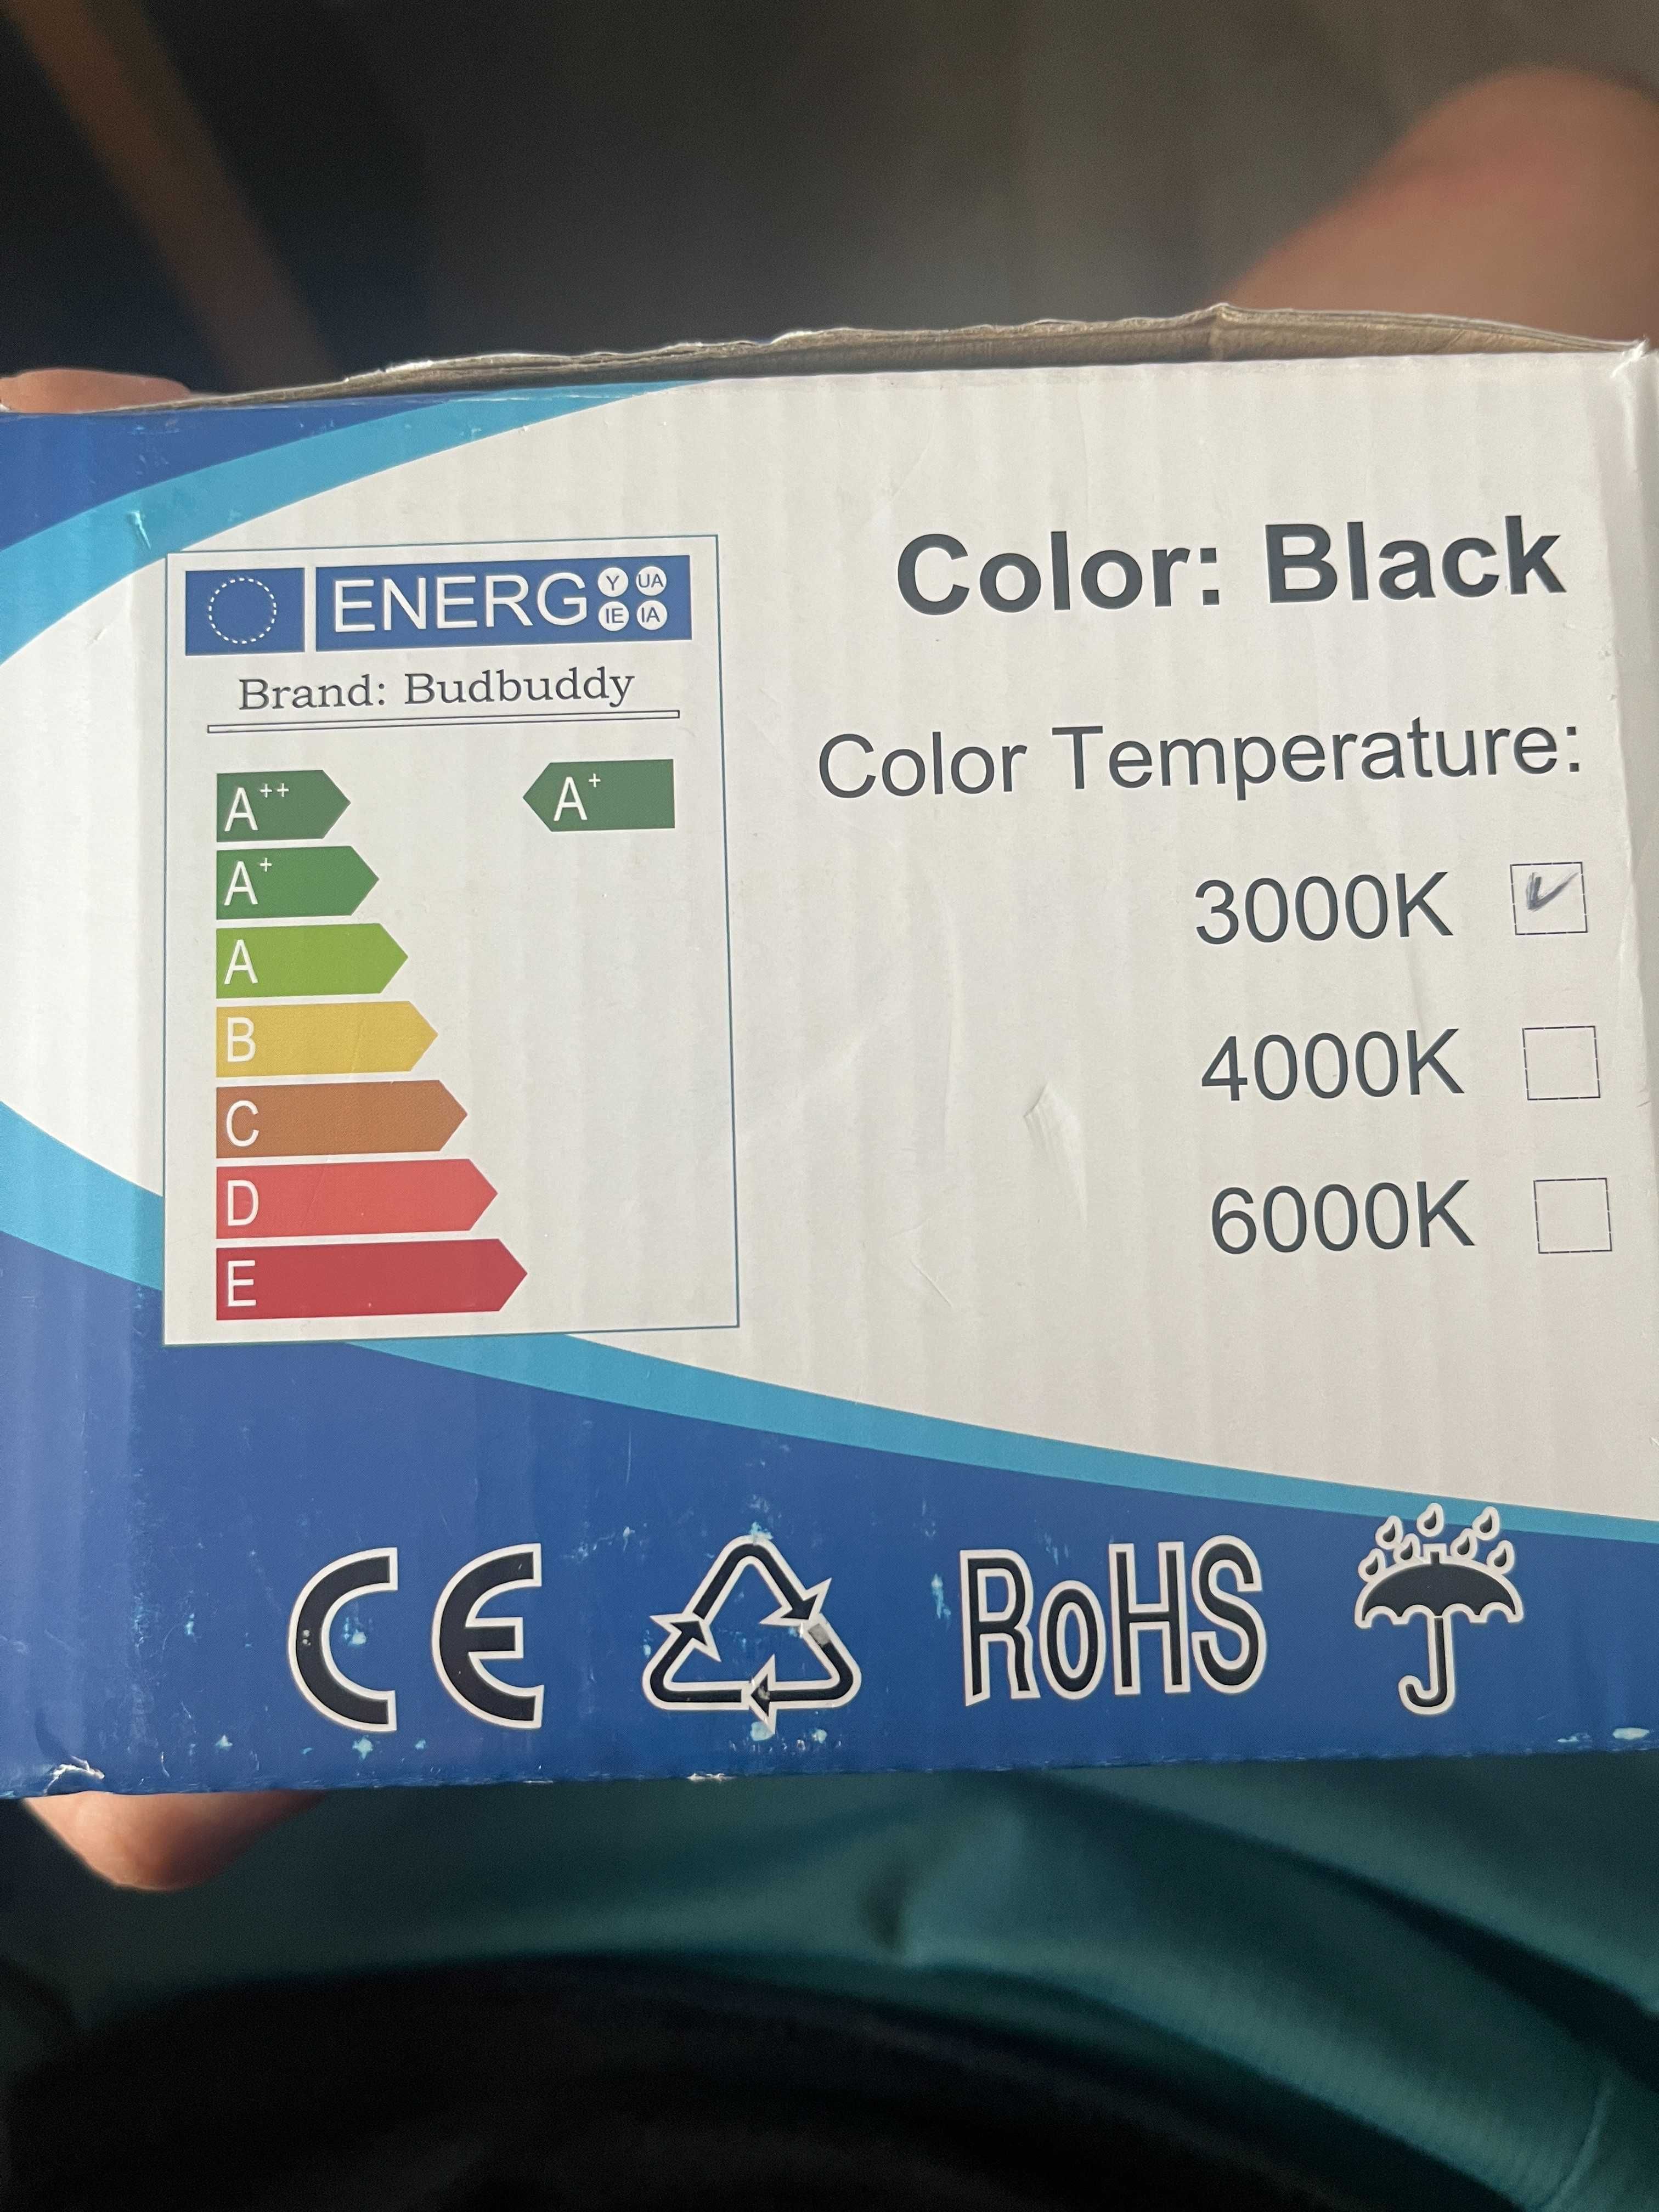 ENERG Y UA
IE IA
Brand: Budbuddy
A++
A+
A+
A
B
C
D
E
Color: Black
Color Temperature:
3000K
4000K
6000K
CE
RoHS